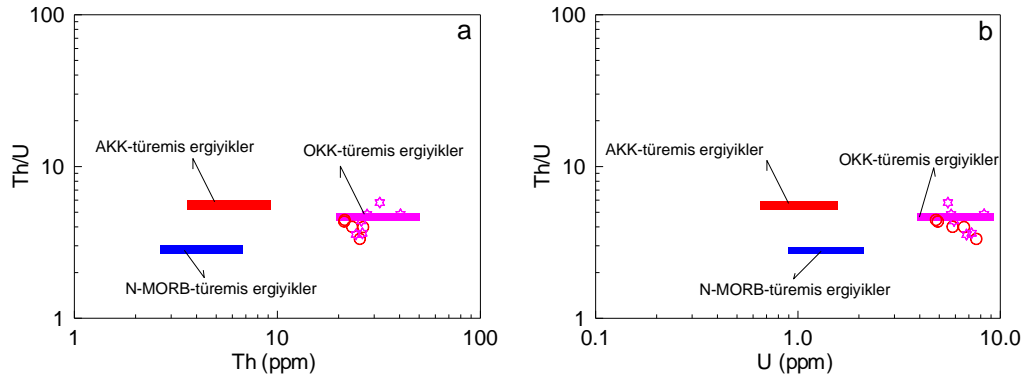 100
a
Th/U
AKK-türemis ergiyikler
OKK-türemis ergiyikler
10
N-MORB-türemis ergiyikler
1
1
10
100
Th (ppm)
100
b
Th/U
AKK-türemis ergiyikler
OKK-türemis ergiyikler
10
N-MORB-türemis ergiyikler
1
0.1
1.0
10.0
U (ppm)